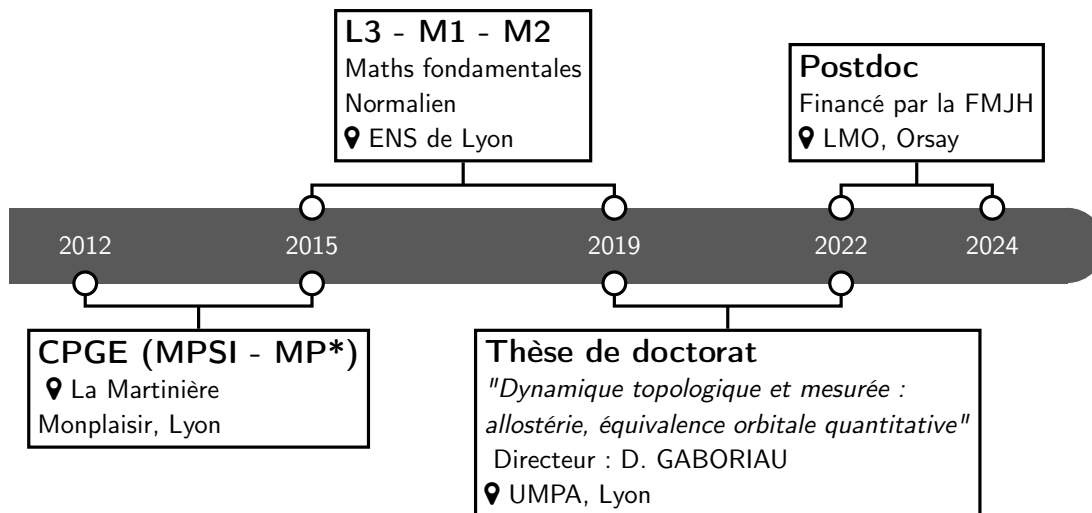 L3 - M1 - M2
Maths fondamentales
Normalien
ENS de Lyon
Postdoc
Financé par la FMJH
LMO, Orsay
2012
2015
2019
2022
2024
CPGE (MPSI - MP*)
La Martinière
Monplaisir, Lyon
Thèse de doctorat
"Dynamique topologique et mesurée :
allostérie, équivalence orbitale quantitative"
Directeur : D. GABORIAU
UMPA, Lyon